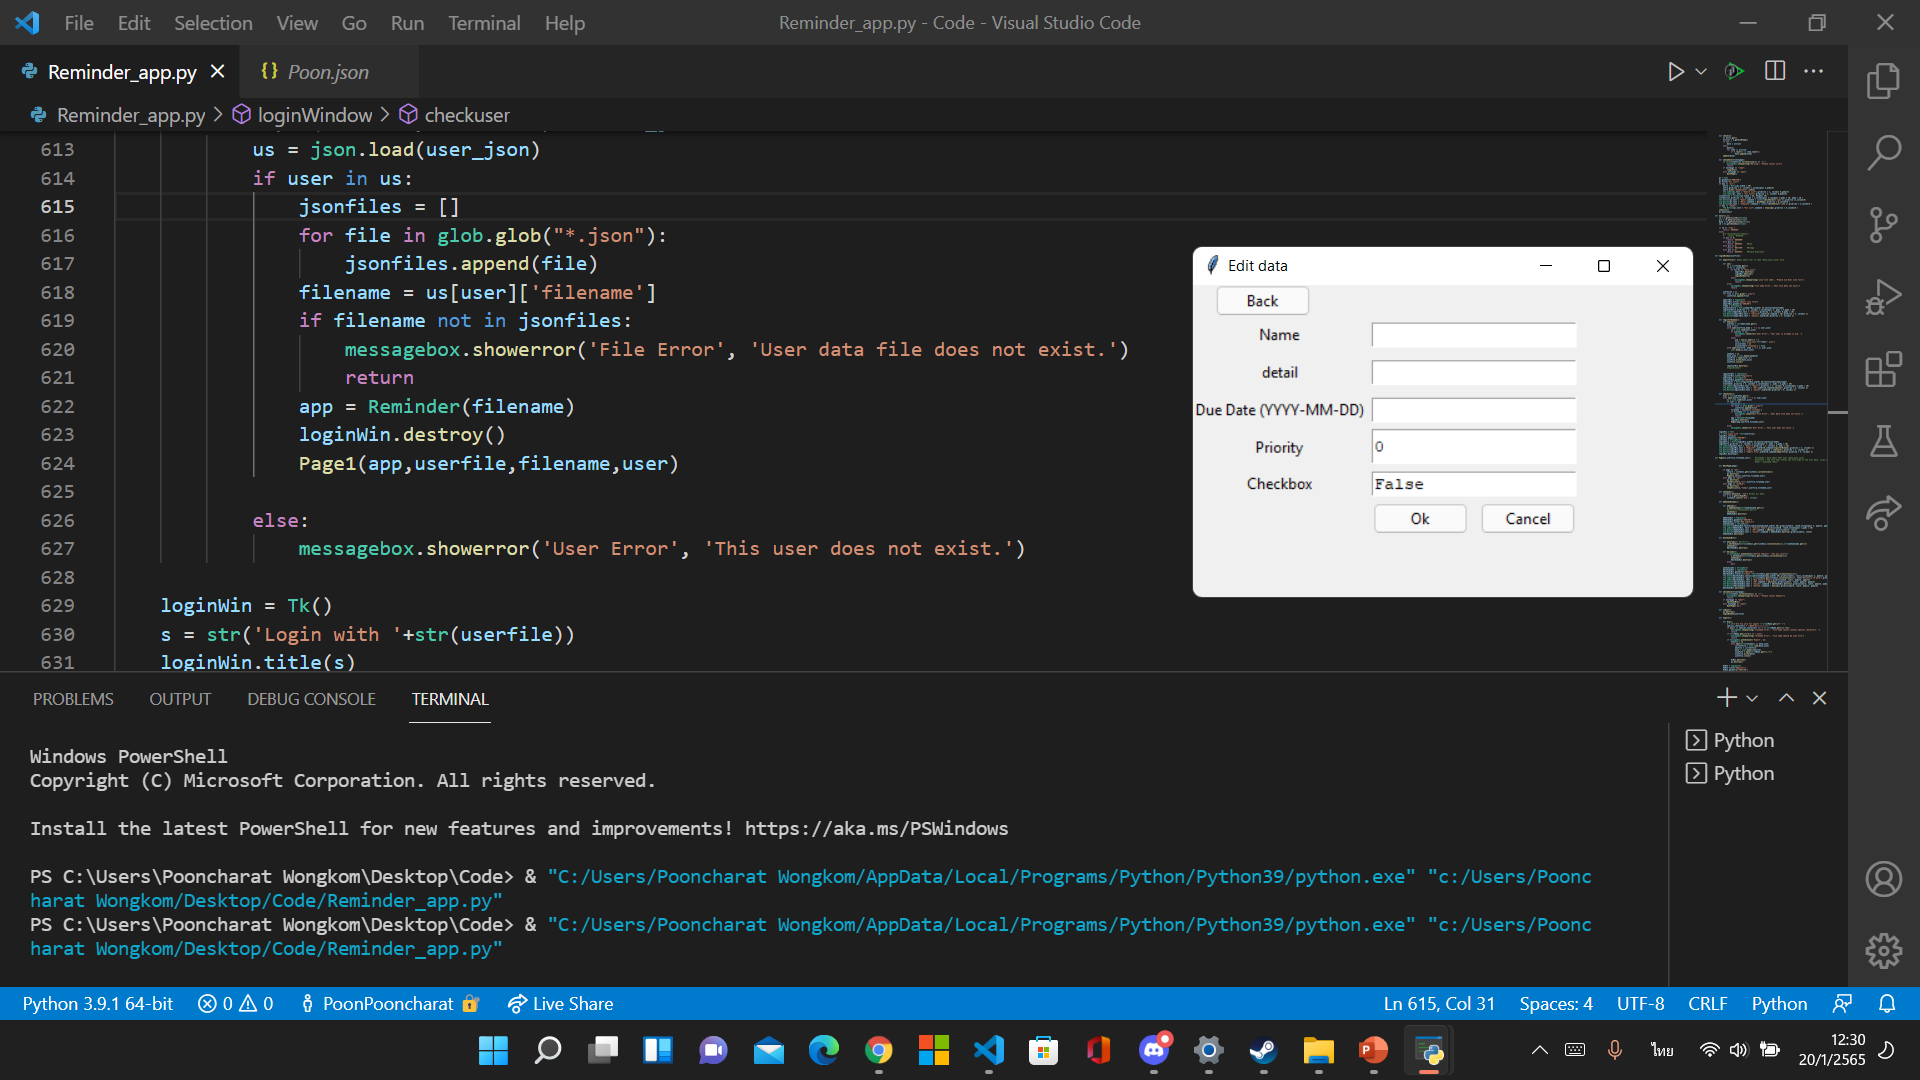 File Edit Selection View Go Run Terminal Help
Reminder_app.py - Code - Visual Studio Code
Reminder_app.py
Poon.json
Reminder_app.py > loginWindow > checkuser
613 us = json.load(user_json)
614 if user in us:
615 jsonfiles = []
616 for file in glob.glob("*.json"):
617 jsonfiles.append(file)
618 filename = us[user]['filename']
619 if filename not in jsonfiles:
620 messagebox.showerror('File Error', 'User data file does not exist.')
621 return
622 app = Reminder(filename)
623 loginWin.destroy()
624 Page1(app,userfile,filename,user)
625
626 else:
627 messagebox.showerror('User Error', 'This user does not exist.')
628
629 loginWin = Tk()
630 s = str('Login with '+str(userfile))
631 loginWin.title(s)
Edit data
Back
Name
detail
Due Date (YYYY-MM-DD)
Priority 0
Checkbox False
Ok Cancel
PROBLEMS OUTPUT DEBUG CONSOLE TERMINAL
Python
Python
Windows PowerShell
Copyright (C) Microsoft Corporation. All rights reserved.
Install the latest PowerShell for new features and improvements! https://aka.ms/PSWindows
PS C:\Users\Pooncharat Wongkom\Desktop\Code> & "C:/Users/Pooncharat Wongkom/AppData/Local/Programs/Python/Python39/python.exe" "c:/Users/Poonc
harat Wongkom/Desktop/Code/Reminder_app.py"
PS C:\Users\Pooncharat Wongkom\Desktop\Code> & "C:/Users/Pooncharat Wongkom/AppData/Local/Programs/Python/Python39/python.exe" "c:/Users/Poonc
harat Wongkom/Desktop/Code/Reminder_app.py"
Python 3.9.1 64-bit 0 0 PoonPooncharat Live Share
Ln 615, Col 31 Spaces: 4 UTF-8 CRLF Python
ไทย
12:30
20/1/2565